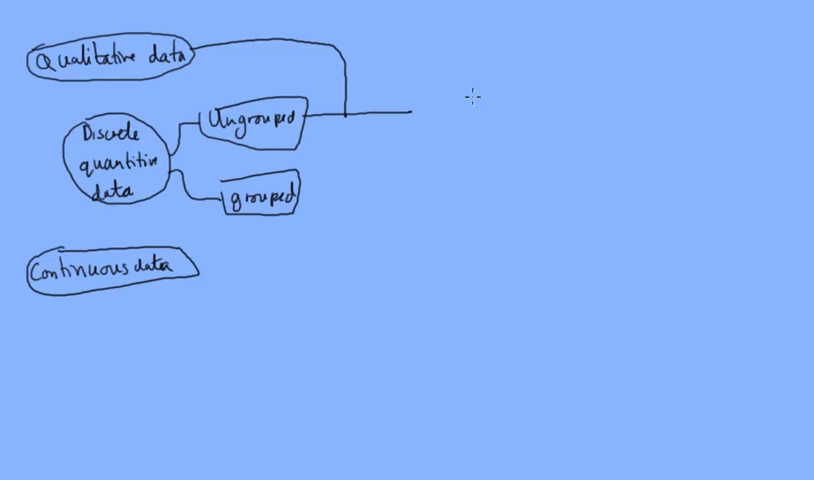 Qualitative data
Discrete
quantitive
data
Ungrouped
grouped
Continuous data